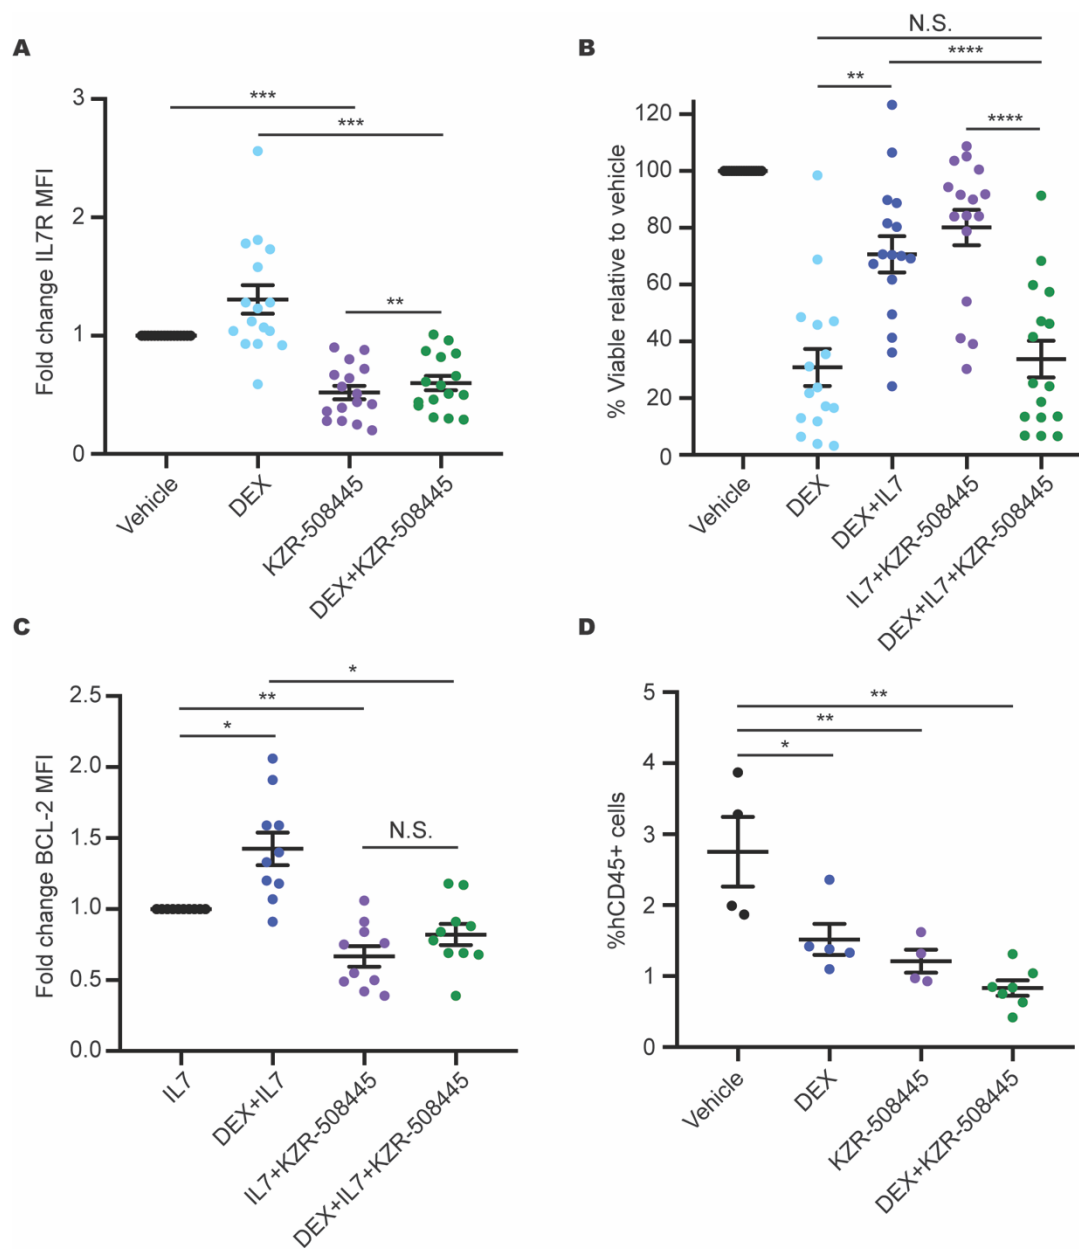 A
Fold change IL7R MFI
3
2
1
0
***
***
**
Vehicle
DEX
KZR-508445
DEX+KZR-508445
B
% Viable relative to vehicle
120
100
80
60
40
20
0
N.S.
****
**
****
Vehicle
DEX
DEX+IL7
IL7+KZR-508445
DEX+IL7+KZR-508445
C
Fold change BCL-2 MFI
2.5
2.0
1.5
1.0
0.5
0.0
*
**
*
N.S.
IL7
DEX+IL7
IL7+KZR-508445
DEX+IL7+KZR-508445
D
%hCD45+ cells
5
4
3
2
1
0
**
**
*
Vehicle
DEX
KZR-508445
DEX+KZR-508445